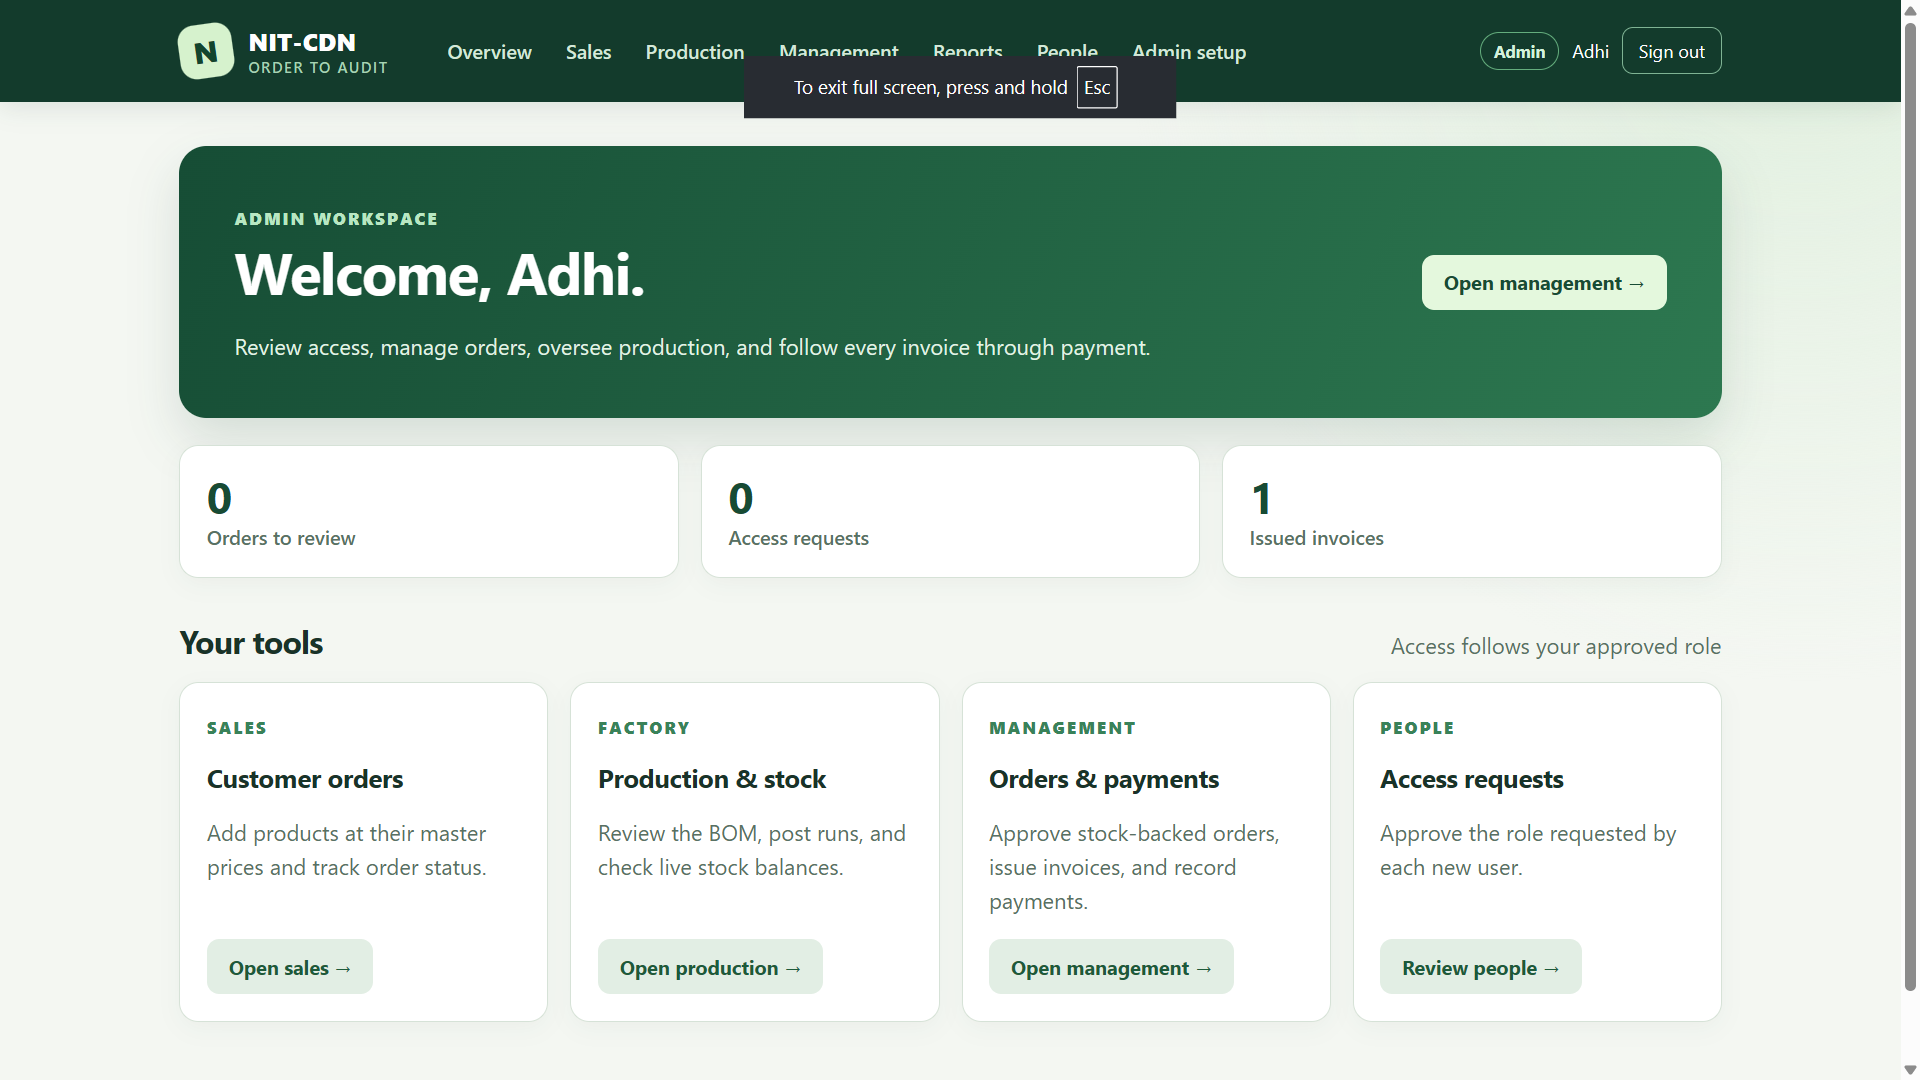 N
NIT-CDN
ORDER TO AUDIT
Overview Sales Production Management Reports People Admin setup
Admin Adhi Sign out
To exit full screen, press and hold Esc
ADMIN WORKSPACE
Welcome, Adhi.
Review access, manage orders, oversee production, and follow every invoice through payment.
Open management →
0
Orders to review
0
Access requests
1
Issued invoices
Your tools
Access follows your approved role
SALES
Customer orders
Add products at their master
prices and track order status.
Open sales →
FACTORY
Production & stock
Review the BOM, post runs, and
check live stock balances.
Open production →
MANAGEMENT
Orders & payments
Approve stock-backed orders,
issue invoices, and record
payments.
Open management →
PEOPLE
Access requests
Approve the role requested by
each new user.
Review people →